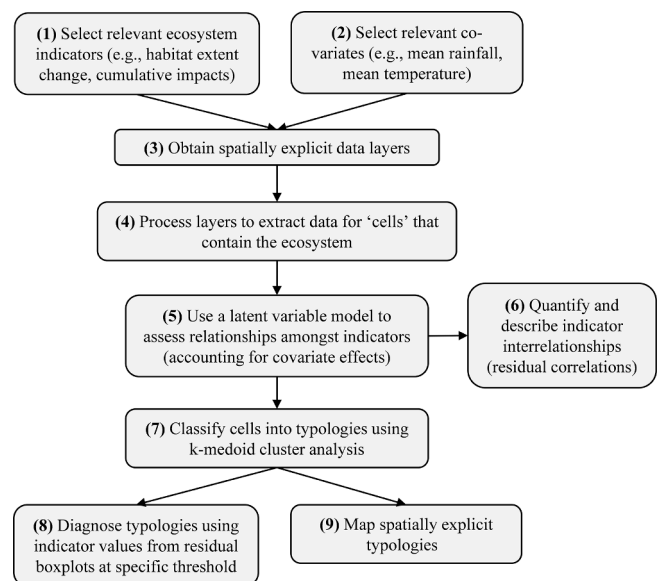 (1) Select relevant ecosystem
indicators (e.g., habitat extent
change, cumulative impacts)
(2) Select relevant co-
variates (e.g., mean rainfall,
mean temperature)
(3) Obtain spatially explicit data layers
(4) Process layers to extract data for ‘cells’ that
contain the ecosystem
(5) Use a latent variable model to
assess relationships amongst indicators
(accounting for covariate effects)
(6) Quantify and
describe indicator
interrelationships
(residual correlations)
(7) Classify cells into typologies using
k-medoid cluster analysis
(8) Diagnose typologies using
indicator values from residual
boxplots at specific threshold
(9) Map spatially explicit
typologies